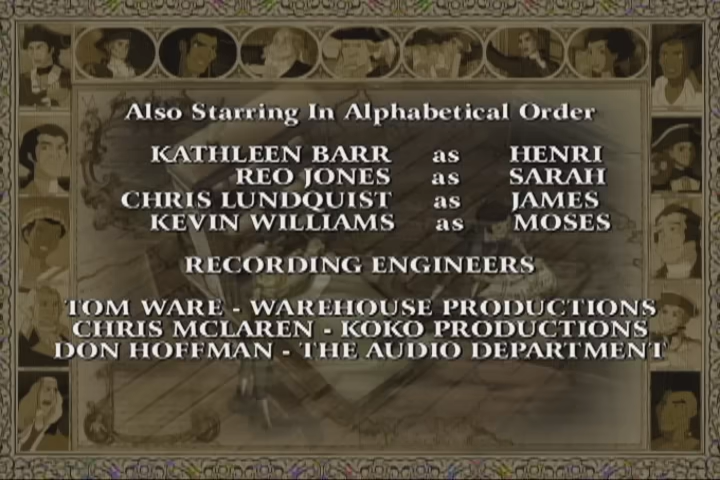 Also Starring In Alphabetical Order
KATHLEEN BARR as HENRI
REO JONES as SARAH
CHRIS LUNDQUIST as JAMES
KEVIN WILLIAMS as MOSES
RECORDING ENGINEERS
TOM WARE - WAREHOUSE PRODUCTIONS
CHRIS MCLAREN - KOKO PRODUCTIONS
DON HOFFMAN - THE AUDIO DEPARTMENT